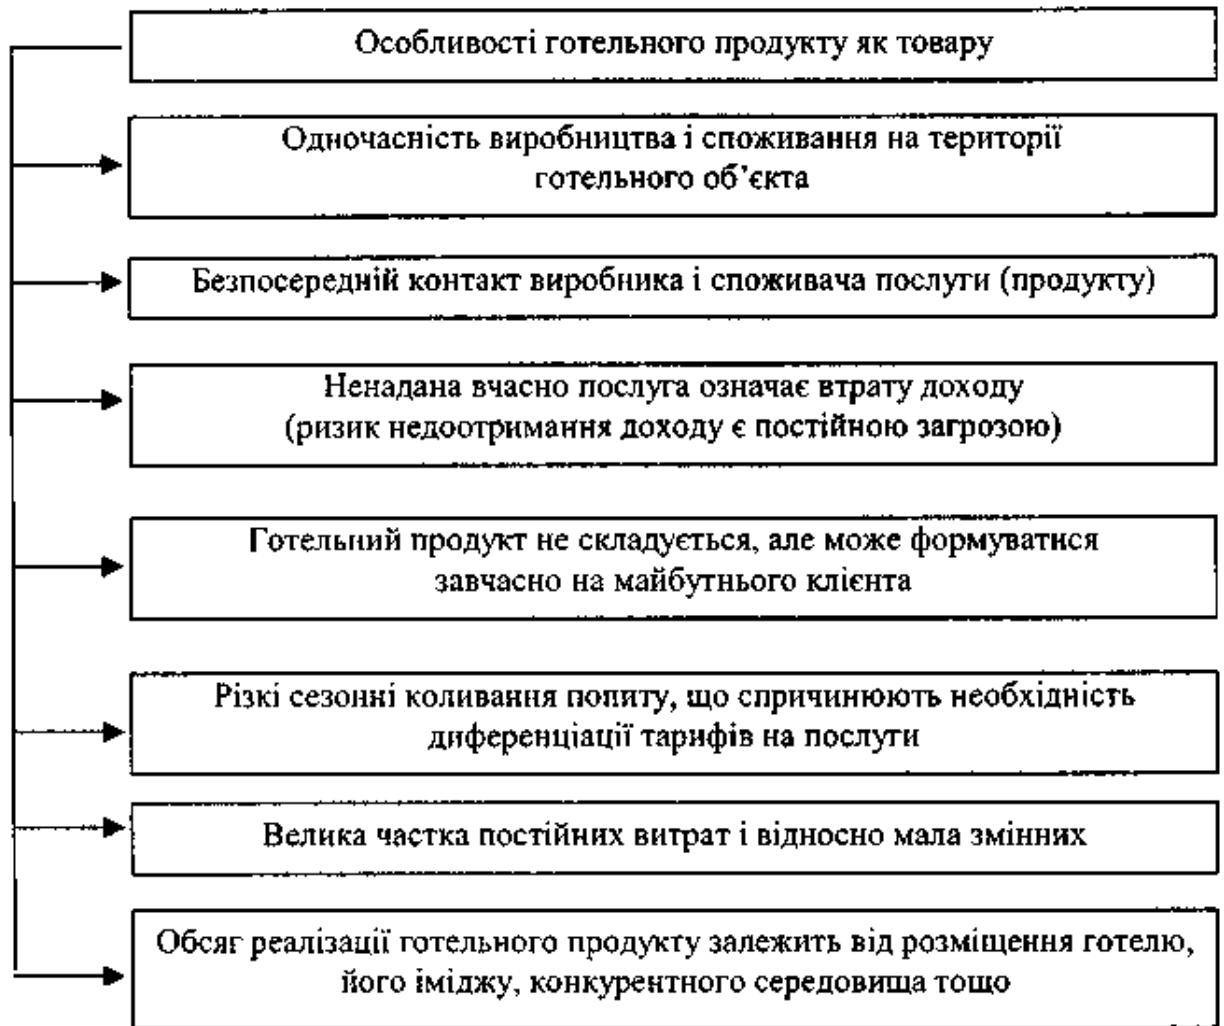 Особливості готельного продукту як товару
Одночасність виробництва і споживання на території
готельного об’єкта
Безпосередній контакт виробника і споживача послуги (продукту)
Ненадана вчасно послуга означає втрату доходу
(ризик недоотримання доходу є постійною загрозою)
Готельний продукт не складується, але може формуватися
завчасно на майбутнього клієнта
Різкі сезонні коливання попиту, що спричинюють необхідність
диференціації тарифів на послуги
Велика частка постійних витрат і відносно мала змінних
Обсяг реалізації готельного продукту залежить від розміщення готелю,
його іміджу, конкурентного середовища тощо